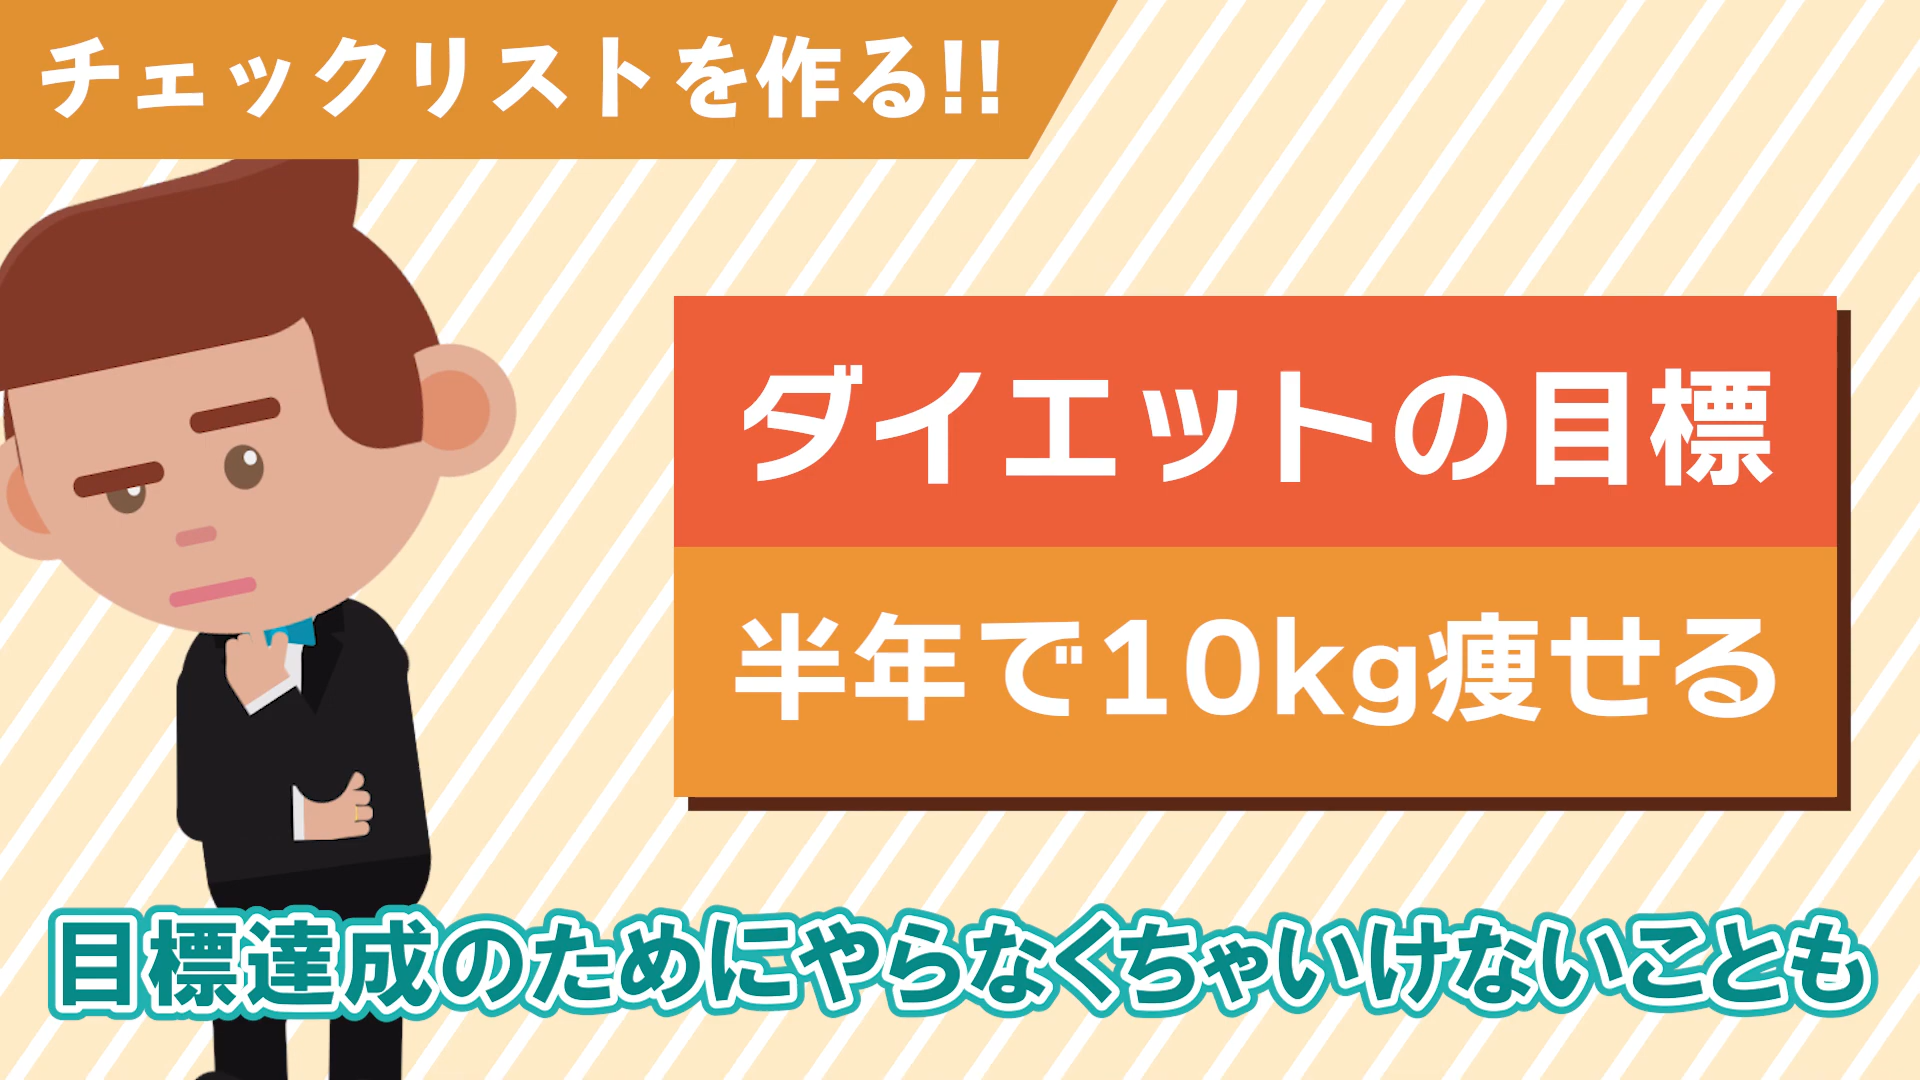 チェックリストを作る!!
ダイエットの目標
半年で10kg痩せる
目標達成のためにやらなくちゃいけないことも